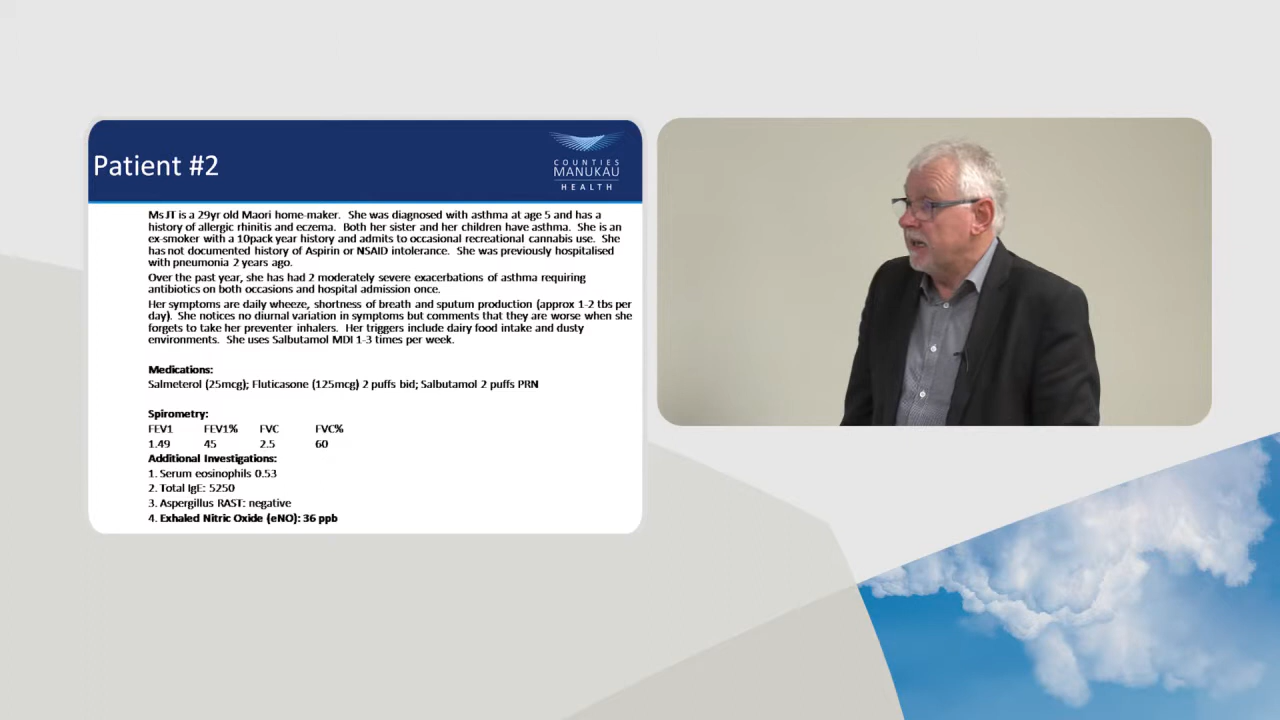 Patient #2
COUNTIES
MANUKAU
HEALTH
Ms JT is a 29yr old Maori home-maker. She was diagnosed with asthma at age 5 and has a
history of allergic rhinitis and eczema. Both her sister and her children have asthma. She is an
ex-smoker with a 10pack year history and admits to occasional recreational cannabis use. She
has not documented history of Aspirin or NSAID intolerance. She was previously hospitalised
with pneumonia 2 years ago.
Over the past year, she has had 2 moderately severe exacerbations of asthma requiring
antibiotics on both occasions and hospital admission once.
Her symptoms are daily wheeze, shortness of breath and sputum production (approx 1-2 tbs per
day). She notices no diurnal variation in symptoms but comments that they are worse when she
forgets to take her preventer inhalers. Her triggers include dairy food intake and dusty
environments. She uses Salbutamol MDI 1-3 times per week.
Medications:
Salmeterol (25mcg); Fluticasone (125mcg) 2 puffs bid; Salbutamol 2 puffs PRN
Spirometry:
FEV1 FEV1% FVC FVC%
1.49 45 2.5 60
Additional Investigations:
1. Serum eosinophils 0.53
2. Total IgE: 5250
3. Aspergillus RAST: negative
4. Exhaled Nitric Oxide (eNO): 36 ppb